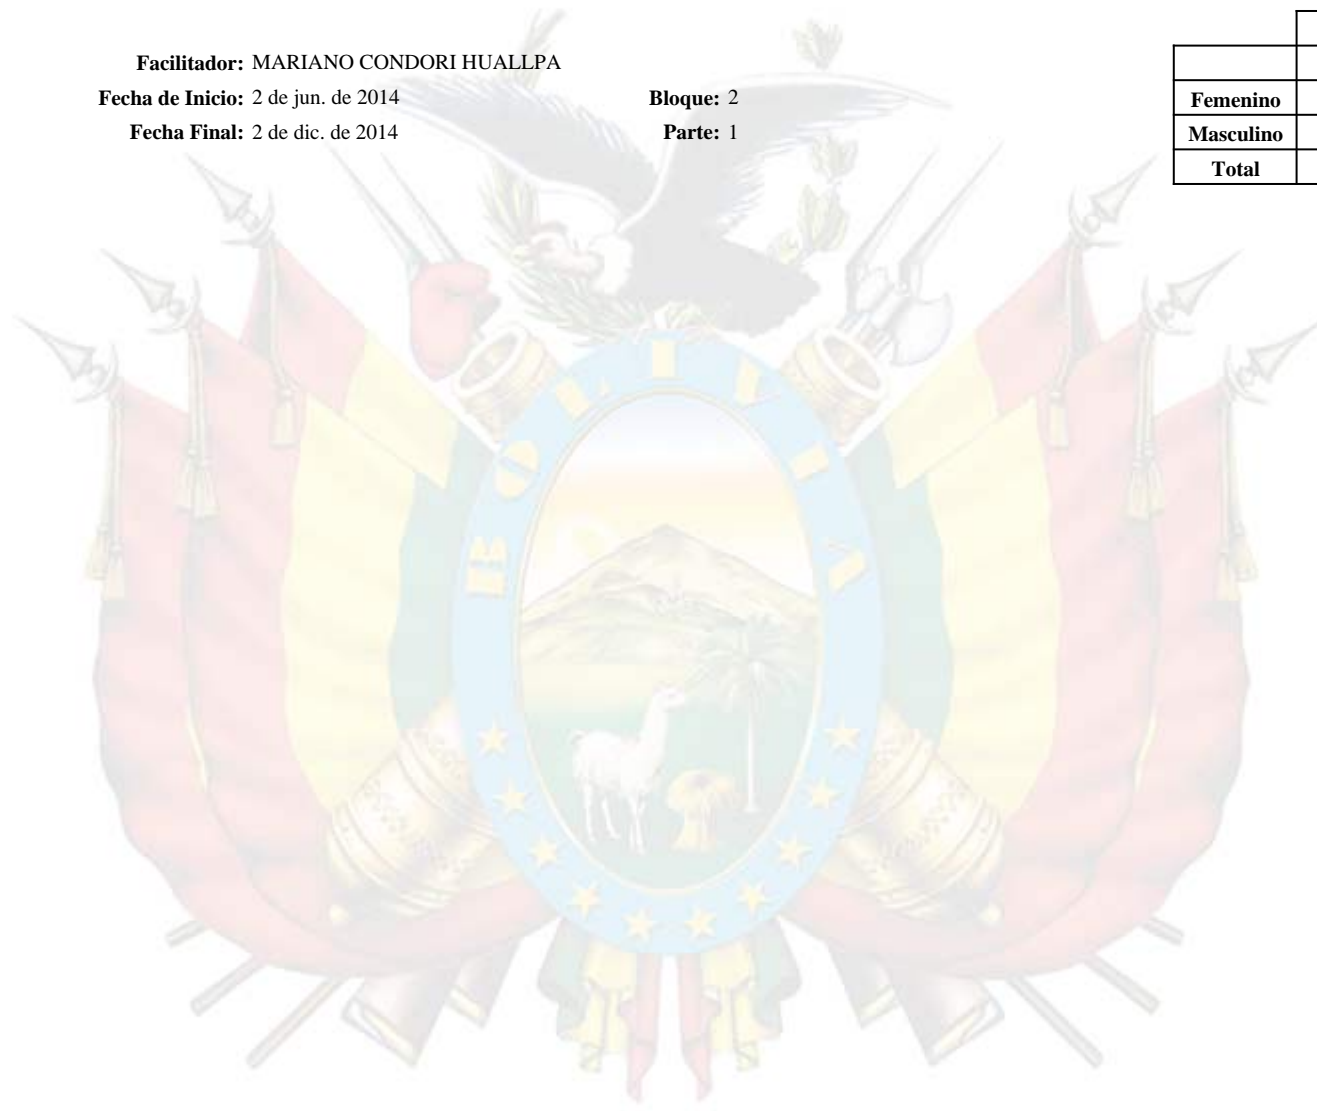 Facilitador: MARIANO CONDORI HUALLPA
Fecha de Inicio: 2 de jun. de 2014 Bloque: 2
Fecha Final: 2 de dic. de 2014 Parte: 1
Femenino
Masculino
Total
BOLIVIA